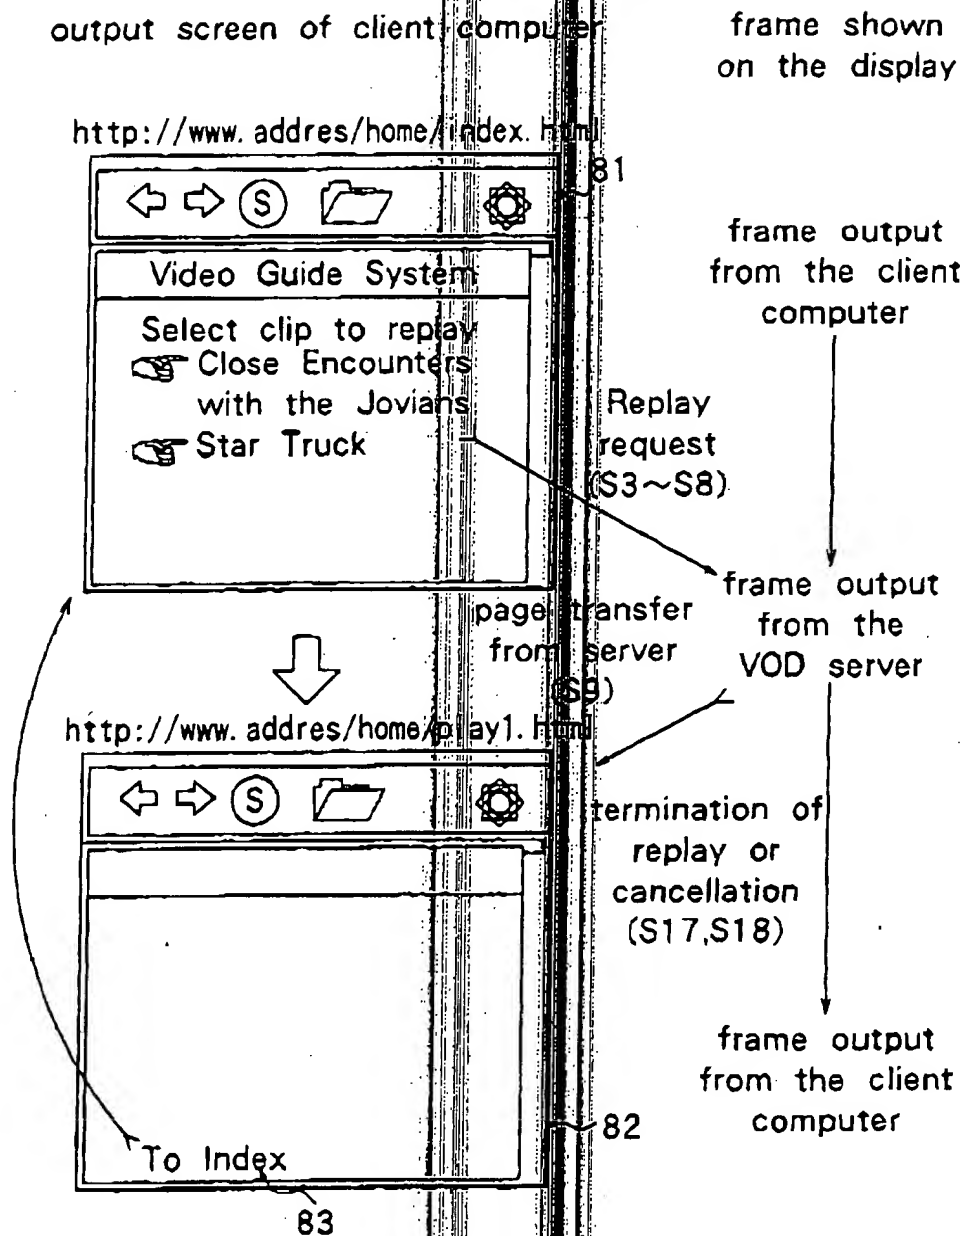 output screen of client computer
frame shown
on the display
http://www.addres/home/index.html
81
S
Video Guide System
Select clip to replay
Close Encounters
with the Jovians
Star Truck
frame output
from the client
computer
Replay
request
(S3~S8)
frame output
from the
VOD server
page transfer
from server
(S9)
http://www.addres/home/play1.html
S
termination of
replay or
cancellation
(S17,S18)
frame output
from the client
computer
82
To Index
83